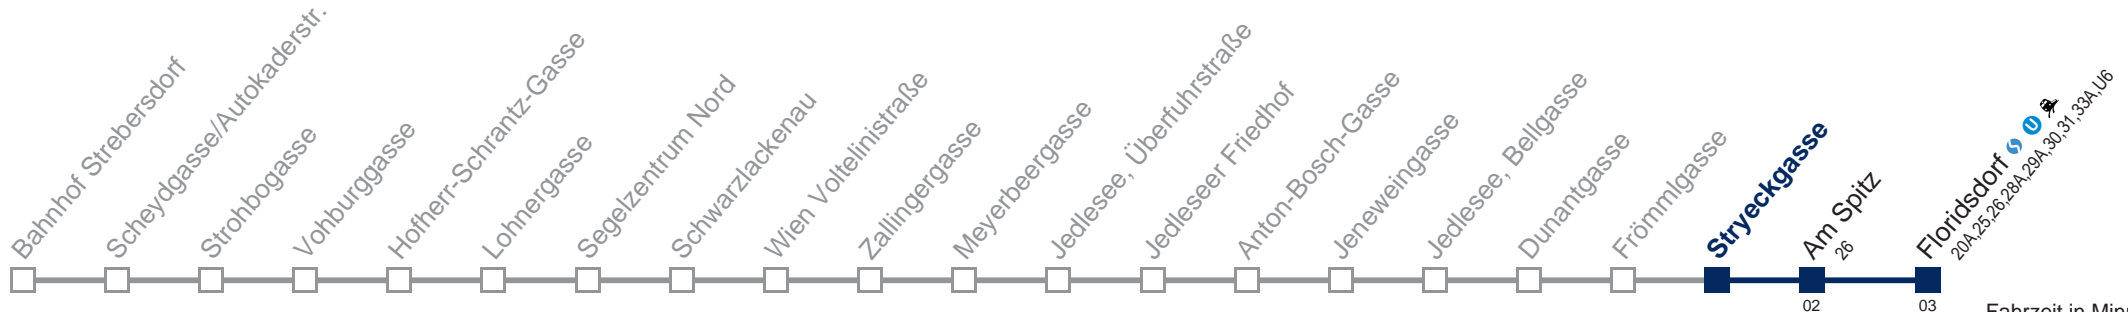 Bahnhof Strebersdorf
Scheydgasse/Autokaderstr.
Strohbogasse
Vohburggasse
Hofherr-Schrantz-Gasse
Lohnergasse
Segelzentrum Nord
Schwarzlackenau
Wien Voltelinistraße
Zallingergasse
Meyerbeergasse
Jedlesee, Überfuhrstraße
Jedleseer Friedhof
Anton-Bosch-Gasse
Jeneweingasse
Jedlesee, Bellgasse
Dunantgasse
Frömmlgasse
Stryeckgasse
Am Spitz
26
Floridsdorf S U
20A,25,26,28A,29A,30,31,33A,U6
02
03
Fahrzeit in